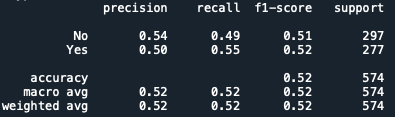 precision recall f1-score support
No 0.54 0.49 0.51 297
Yes 0.50 0.55 0.52 277
accuracy 0.52 574
macro avg 0.52 0.52 0.52 574
weighted avg 0.52 0.52 0.52 574